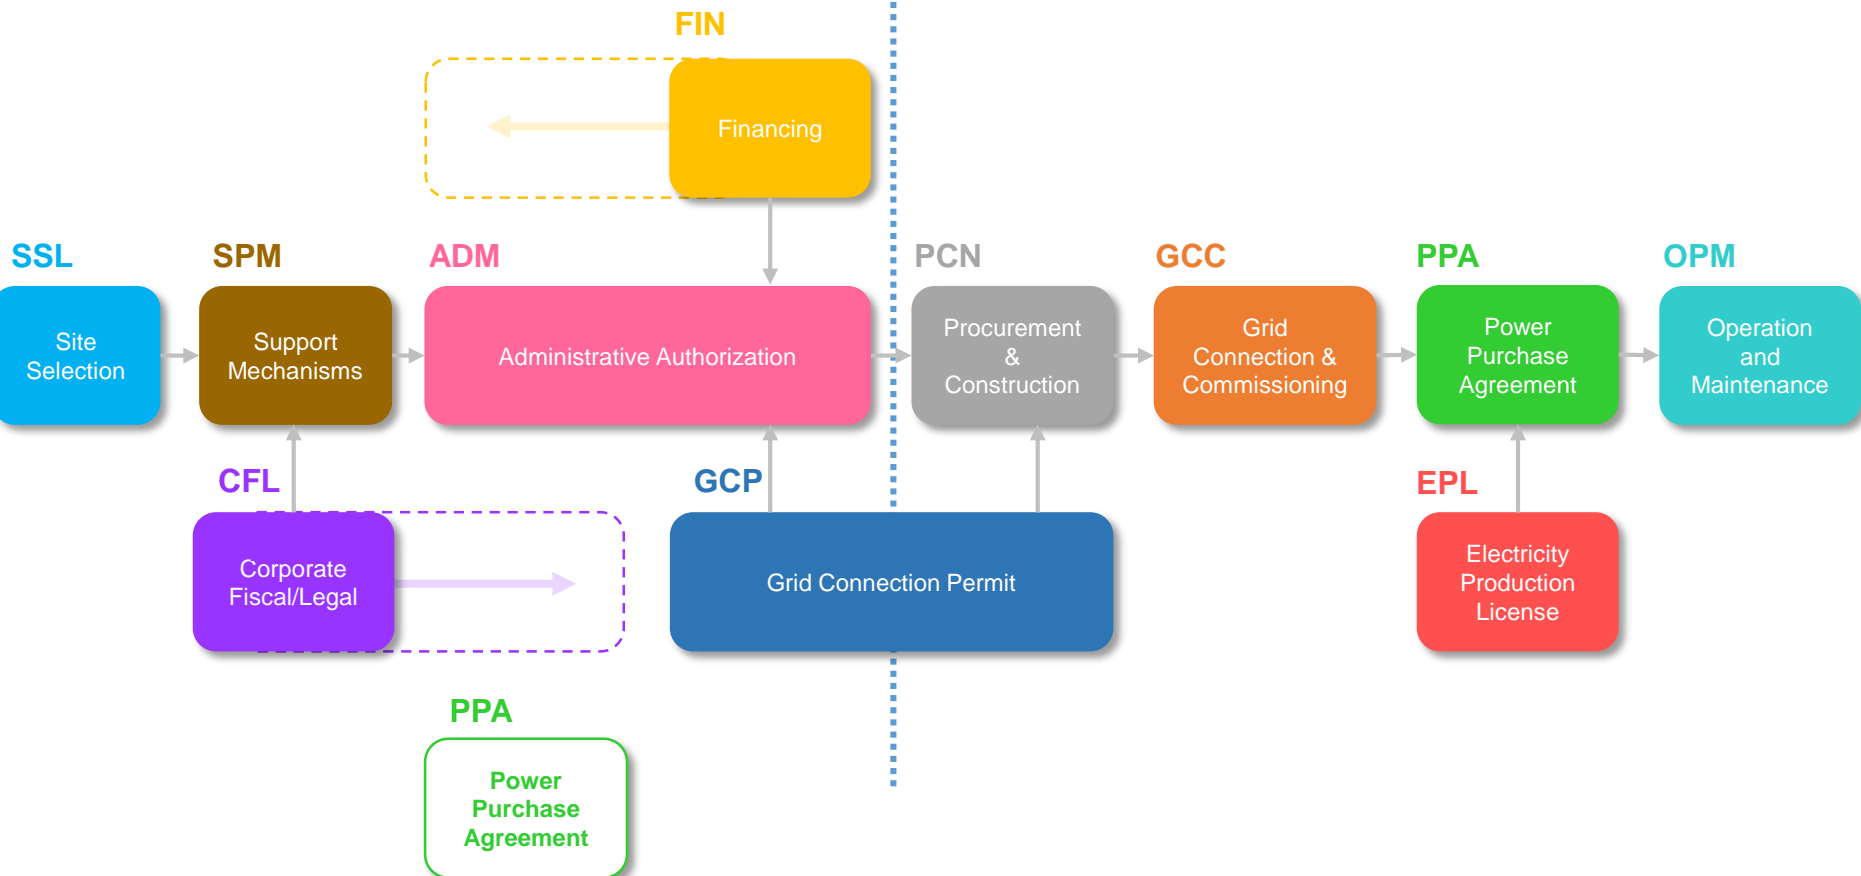 FIN
Financing
SSL
Site
Selection
SPM
Support
Mechanisms
ADM
Administrative Authorization
PCN
Procurement
&
Construction
GCC
Grid
Connection &
Commissioning
PPA
Power
Purchase
Agreement
OPM
Operation
and
Maintenance
CFL
Corporate
Fiscal/Legal
GCP
Grid Connection Permit
EPL
Electricity
Production
License
PPA
Power
Purchase
Agreement